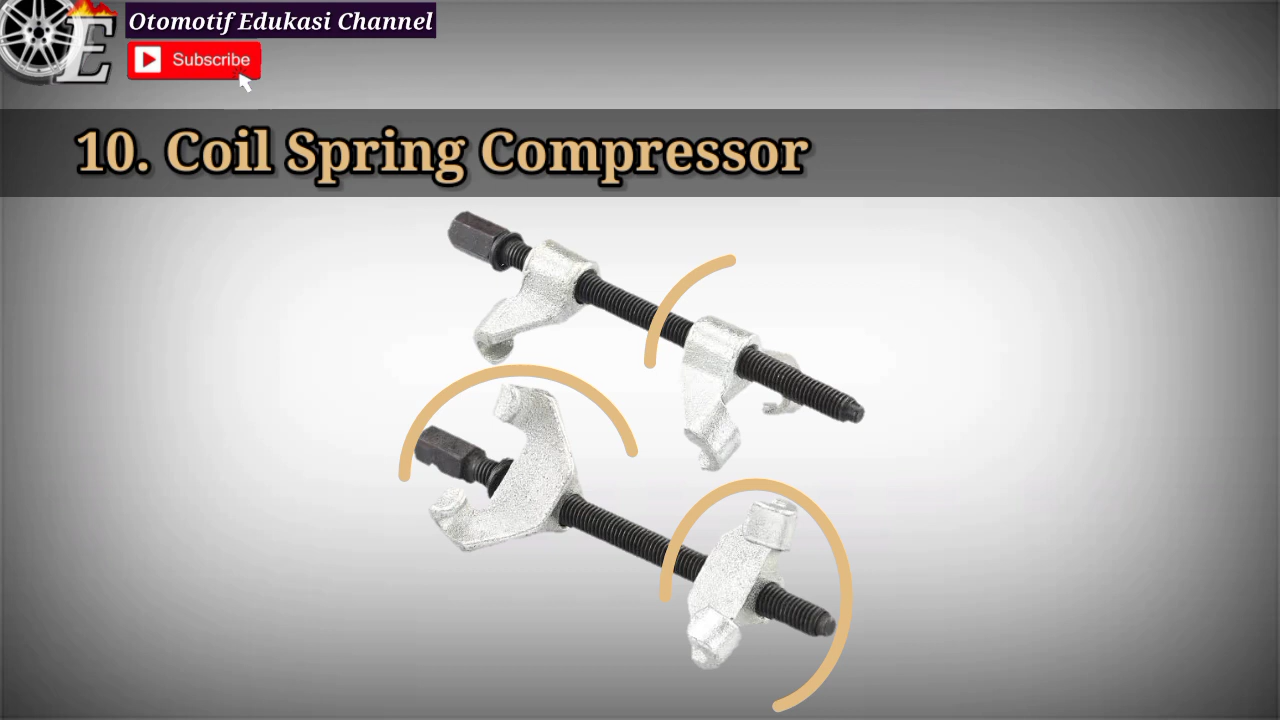 Otomotif Edukasi Channel
E
Subscribe
10. Coil Spring Compressor